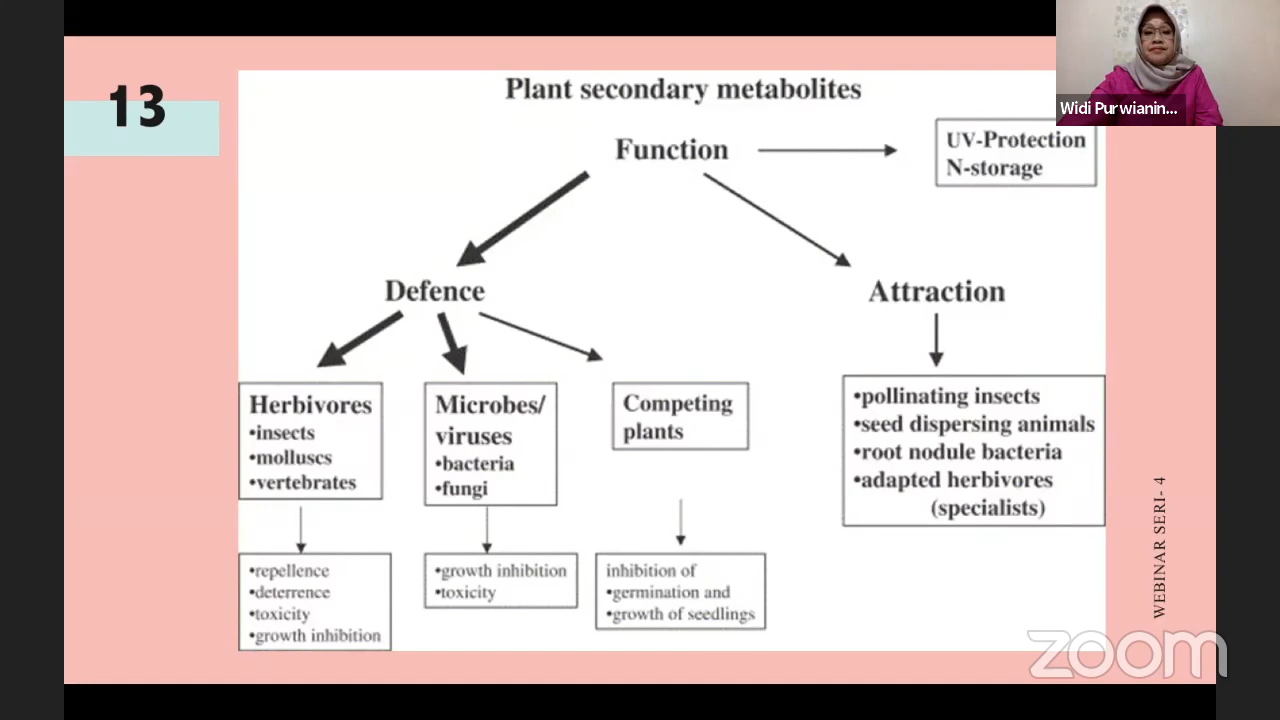 13
Plant secondary metabolites
Function
UV-Protection
N-storage
Defence
Attraction
Herbivores
•insects
•molluscs
•vertebrates
Microbes/
viruses
•bacteria
•fungi
Competing
plants
•pollinating insects
•seed dispersing animals
•root nodule bacteria
•adapted herbivores
(specialists)
•repellence
•deterrence
•toxicity
•growth inhibition
•growth inhibition
•toxicity
inhibition of
•germination and
•growth of seedlings
WEBINAR SERI- 4
Widi Purwianin...
zoom